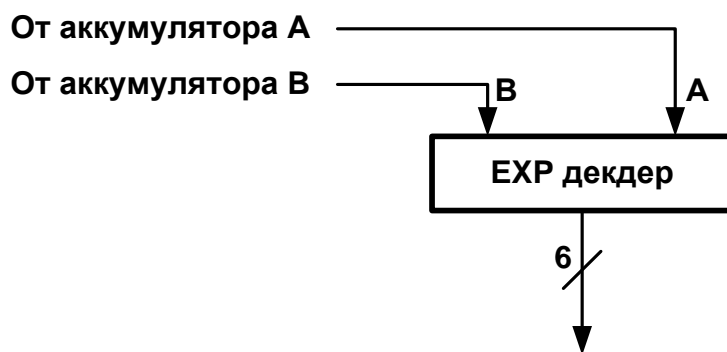 От аккумулятора А
От аккумулятора В
В
А
EXP декдер
6